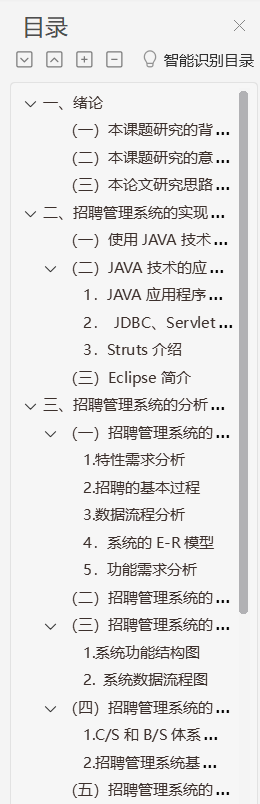 目录
智能识别目录
一、绪论
(一) 本课题研究的背...
(二) 本课题研究的意...
(三) 本论文研究思路...
二、招聘管理系统的实现...
(一) 使用 JAVA 技术...
(二) JAVA 技术的应...
1．JAVA 应用程序...
2． JDBC、Servlet...
3．Struts 介绍
(三) Eclipse 简介
三、招聘管理系统的分析...
(一) 招聘管理系统的...
1.特性需求分析
2.招聘的基本过程
3.数据流程分析
4．系统的 E-R 模型
5．功能需求分析
(二) 招聘管理系统的...
(三) 招聘管理系统的...
1.系统功能结构图
2. 系统数据流程图
(四) 招聘管理系统的...
1.C/S 和 B/S 体系...
2.招聘管理系统基...
(五) 招聘管理系统的...